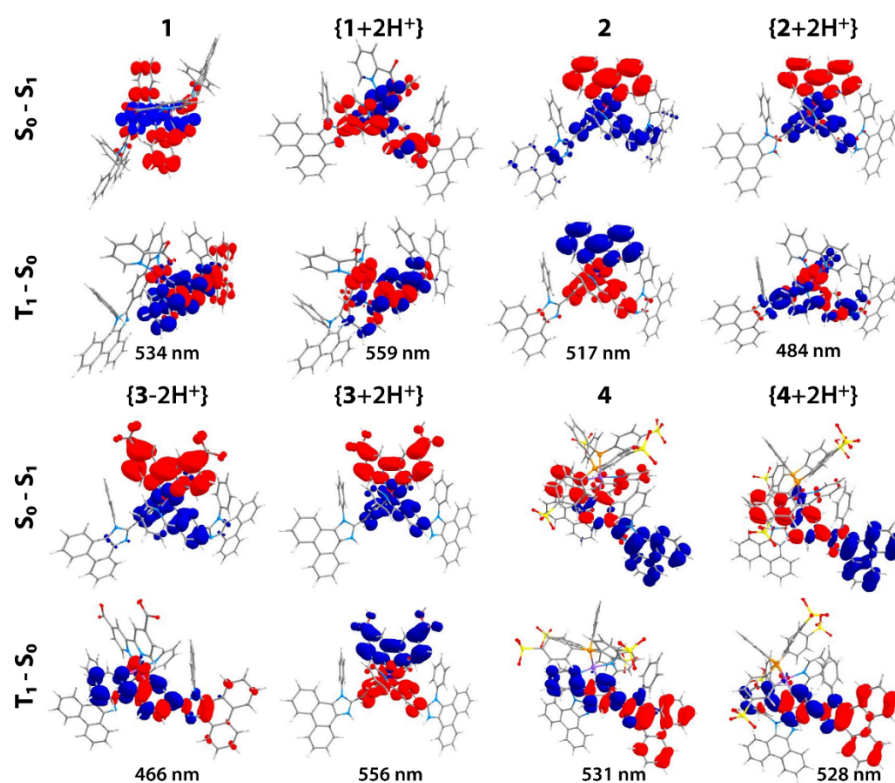 1 {1+2H⁺} 2 {2+2H⁺}
S₀ - S₁
T₁ - S₀
534 nm 559 nm 517 nm 484 nm
{3-2H⁺} {3+2H⁺} 4 {4+2H⁺}
S₀ - S₁
T₁ - S₀
466 nm 556 nm 531 nm 528 nm